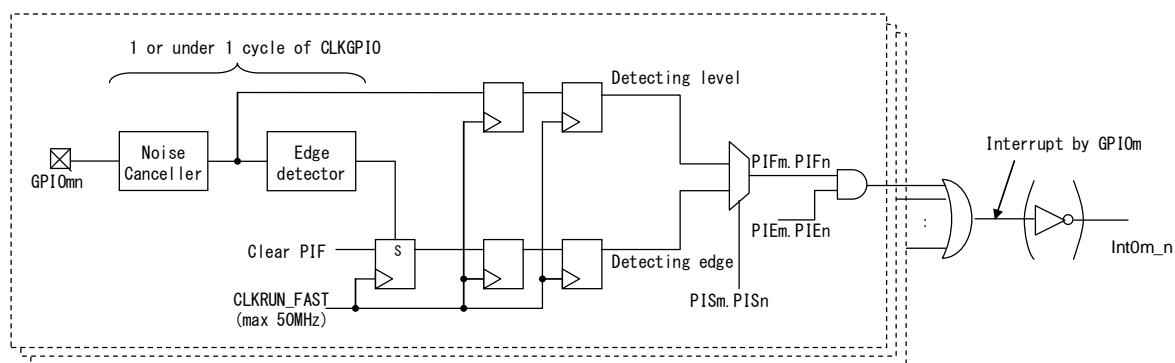 1 or under 1 cycle of CLKGPIO
Detecting level
Noise
Canceller
Edge
detector
GPIOmn
Interrupt by GPIOm
PIFm.PIFn
PIEm.PIEn
:
Clear PIF
S
Int0m_n
Detecting edge
CLKRUN_FAST
(max 50MHz)
PISm.PISn